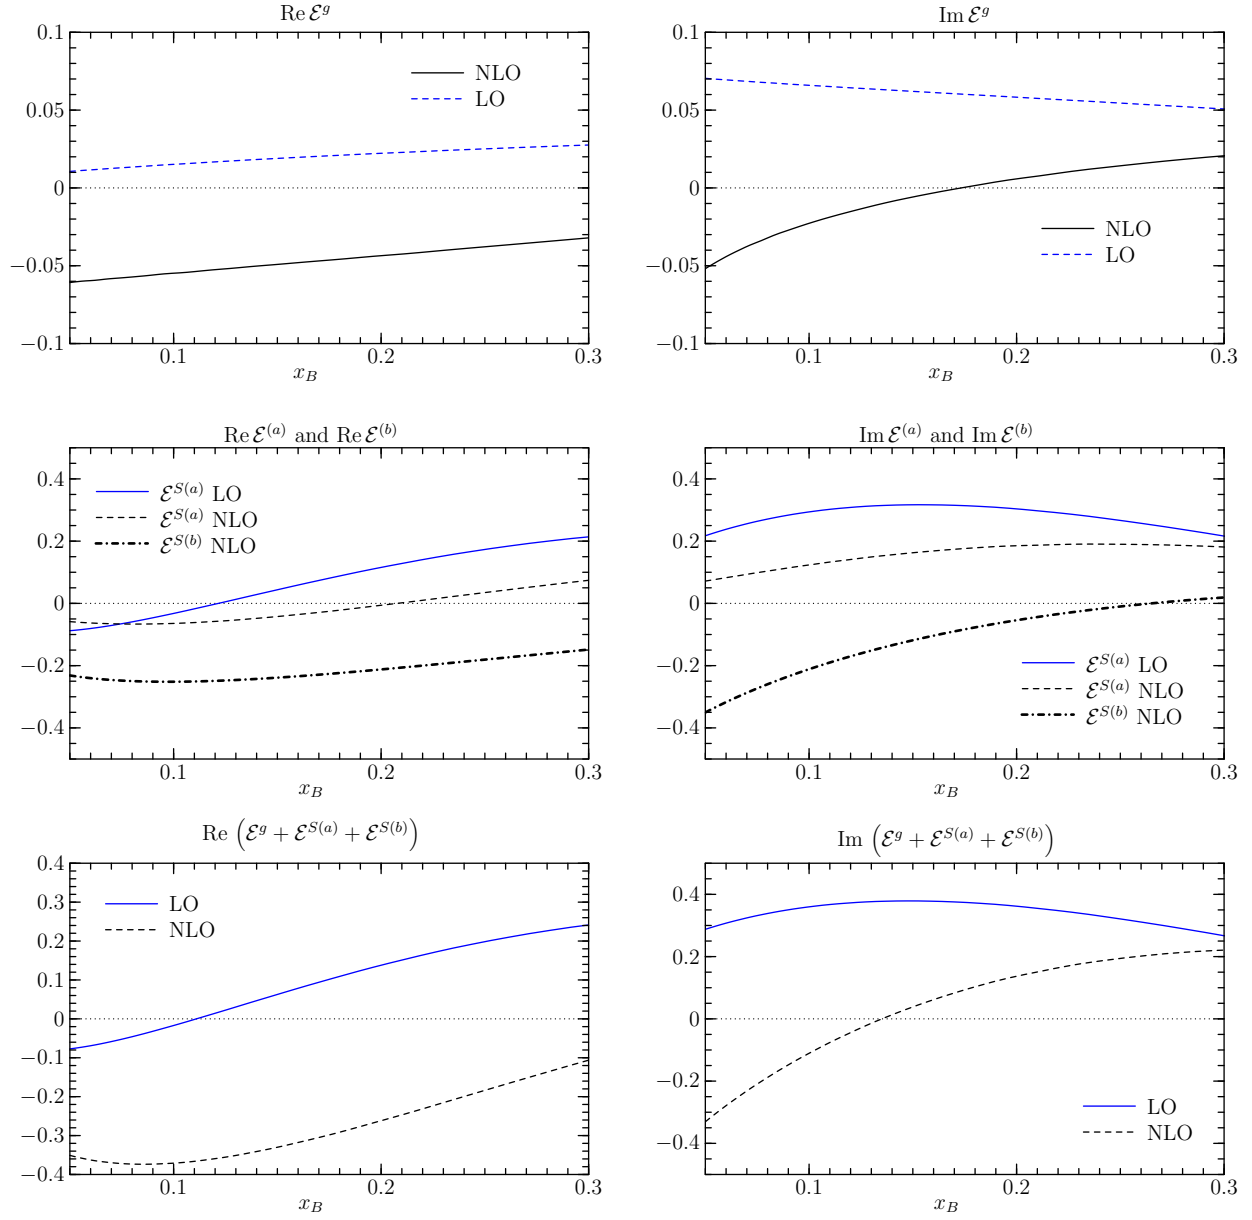 Re ℰ^g
0.1
0.05
0
−0.05
−0.1
NLO
LO
0.1
0.2
0.3
x_B
Im ℰ^g
0.1
0.05
0
−0.05
−0.1
NLO
LO
0.1
0.2
0.3
x_B
Re ℰ^(a) and Re ℰ^(b)
0.4
0.2
0
−0.2
−0.4
ℰ^S(a) LO
ℰ^S(a) NLO
ℰ^S(b) NLO
0.1
0.2
0.3
x_B
Im ℰ^(a) and Im ℰ^(b)
0.4
0.2
0
−0.2
−0.4
ℰ^S(a) LO
ℰ^S(a) NLO
ℰ^S(b) NLO
0.1
0.2
0.3
x_B
Re (ℰ^g + ℰ^S(a) + ℰ^S(b))
0.4
0.3
0.2
0.1
0
−0.1
−0.2
−0.3
−0.4
LO
NLO
0.1
0.2
0.3
x_B
Im (ℰ^g + ℰ^S(a) + ℰ^S(b))
0.4
0.2
0
−0.2
−0.4
LO
NLO
0.1
0.2
0.3
x_B